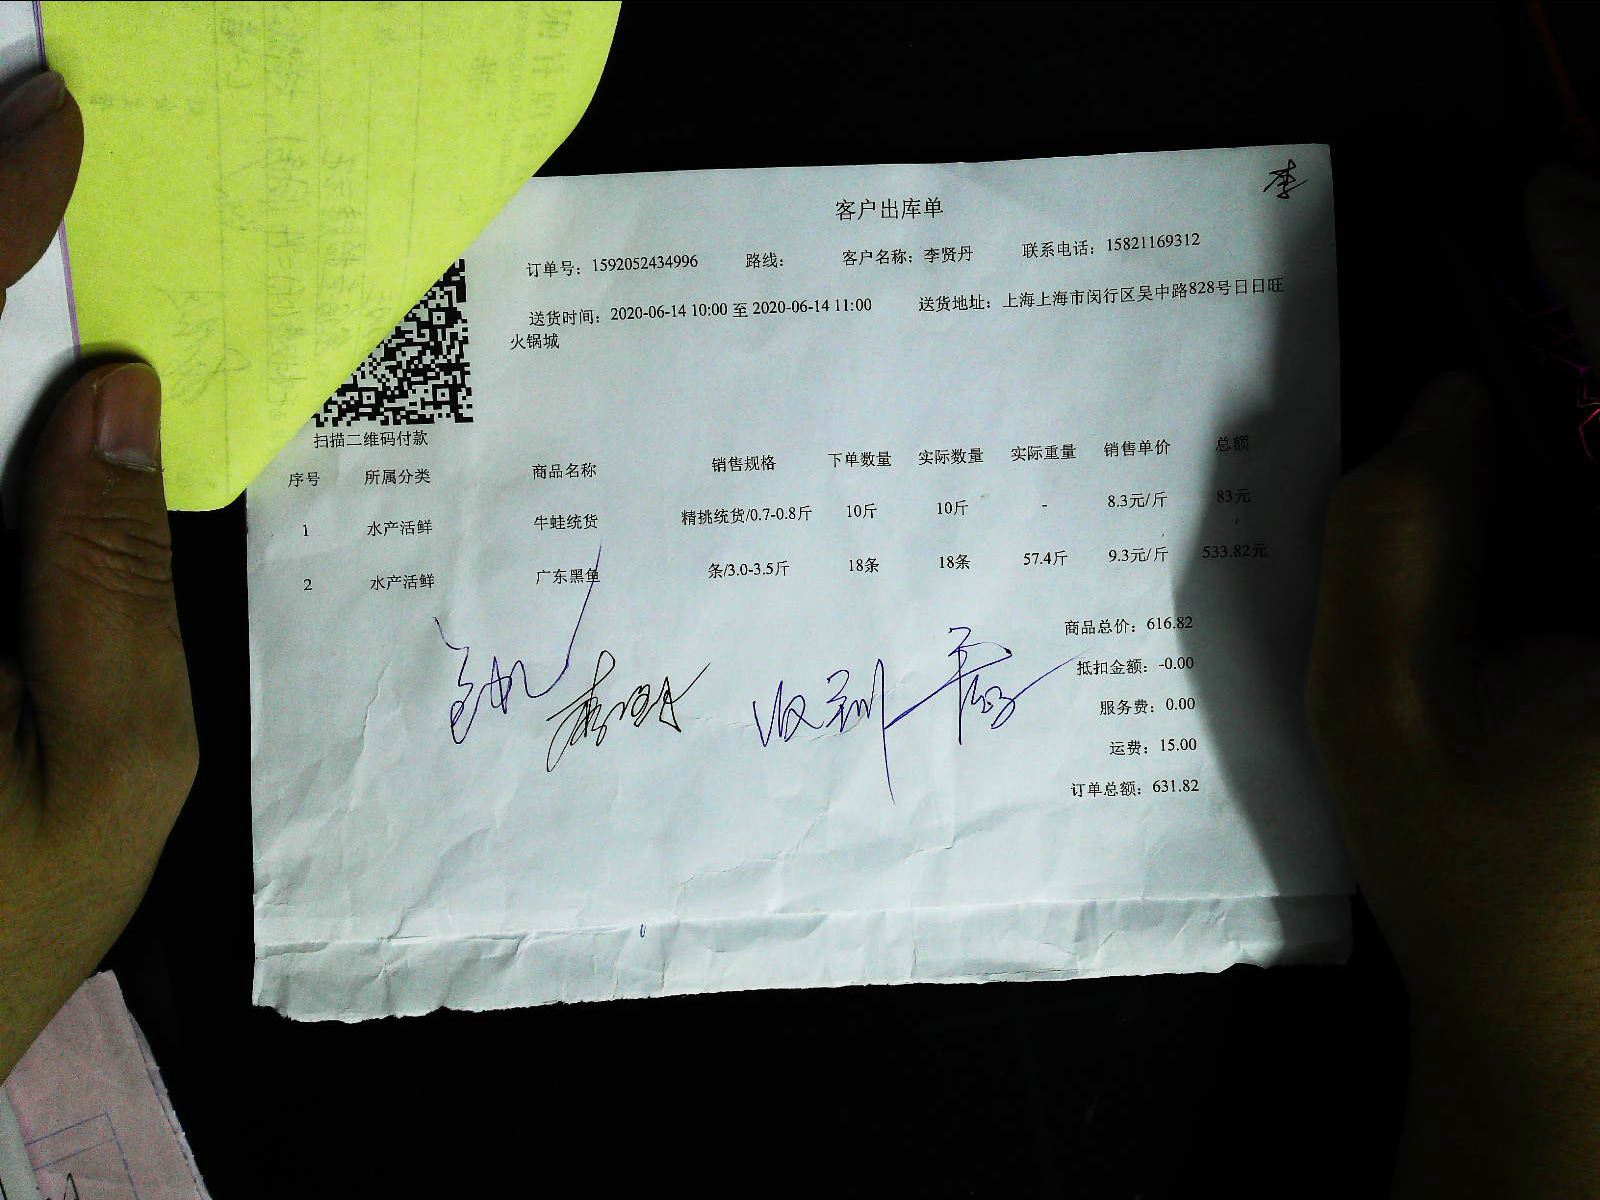 李
客户出库单
订单号：1592052434996 路线： 客户名称：李贤丹 联系电话：15821169312
送货时间：2020-06-14 10:00 至 2020-06-14 11:00 送货地址：上海上海市闵行区吴中路828号日日旺
火锅城
扫描二维码付款
序号 所属分类 商品名称 销售规格 下单数量 实际数量 实际重量 销售单价 总额
1 水产活鲜 牛蛙统货 精挑统货/0.7-0.8斤 10斤 10斤 - 8.3元/斤 83元
2 水产活鲜 广东黑鱼 条/3.0-3.5斤 18条 18条 57.4斤 9.3元/斤 533.82元
商品总价：616.82
抵扣金额：-0.00
服务费：0.00
运费：15.00
订单总额：631.82
收到